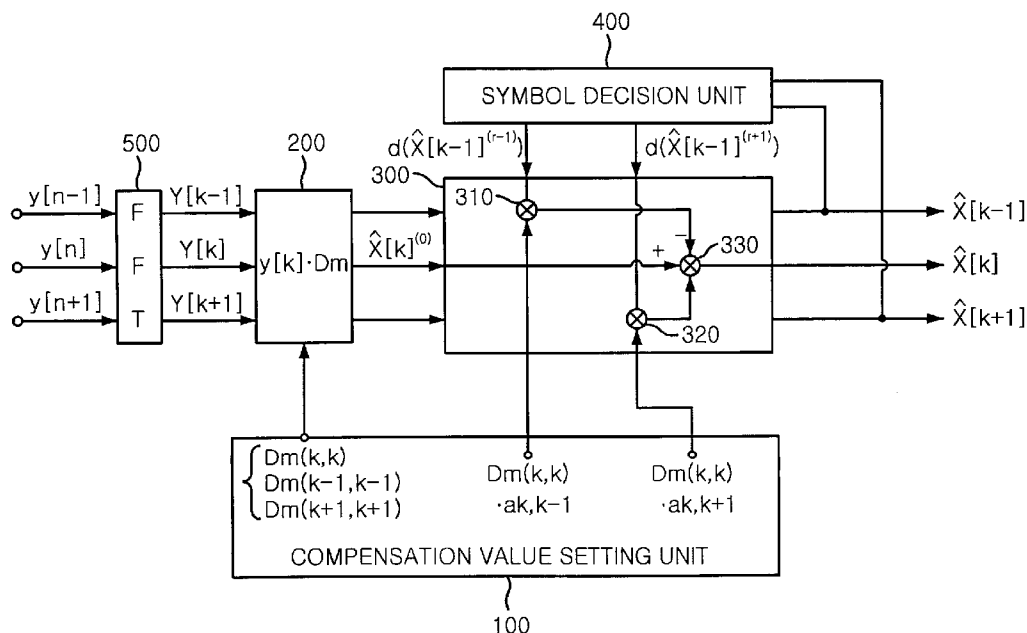 400
SYMBOL DECISION UNIT
500
200
d(X̂[k-1]^(r-1))
d(X̂[k-1]^(r+1))
300
310
y[n-1]
F
Y[k-1]
X̂[k-1]
−
y[n]
F
Y[k]
y[k]·Dm
X̂[k]^(0)
+
330
X̂[k]
y[n+1]
T
Y[k+1]
320
X̂[k+1]
Dm(k,k)
Dm(k-1,k-1)
Dm(k+1,k+1)
Dm(k,k)
·ak,k-1
Dm(k,k)
·ak,k+1
COMPENSATION VALUE SETTING UNIT
100